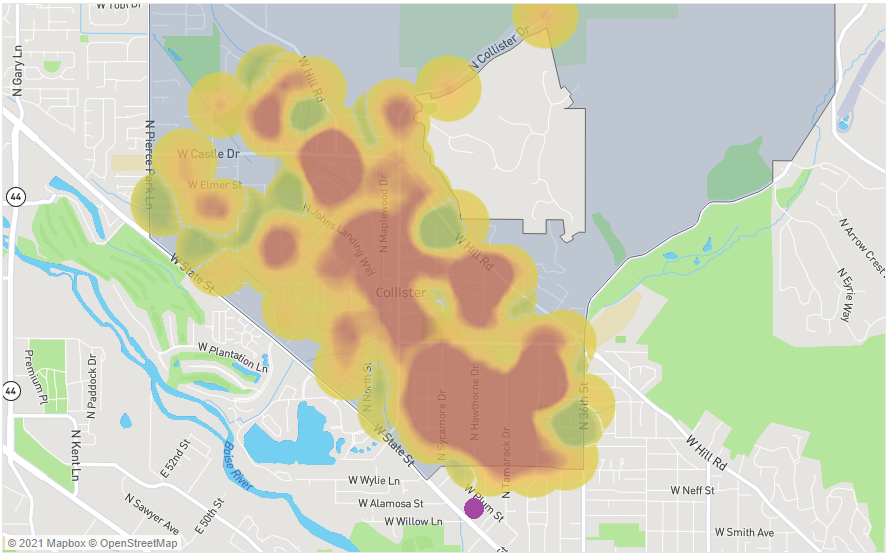 W Tobi Dr
N Gary Ln
N Collister Dr
W Hill Rd
N Pierce Park Ln
W Castle Dr
44
W Elmer St
N Maplewood Dr
N Johns Landing Way
W Hill Rd
N Arrow Crest
N Eyrie Way
W State St
Collister
W Plantation Ln
Premium Pl
N Paddock Dr
44
N North St
N Sycamore Dr
N Hawthorne Dr
N 36th St
N Kent Ln
E 52nd St
Boise River
W State St
N Tamarack Dr
W Hill Rd
W Wylie Ln
W Plum St
W Neff St
N Sawyer Ave
E 50th St
W Alamosa St
W Willow Ln
W Smith Ave
© 2021 Mapbox © OpenStreetMap